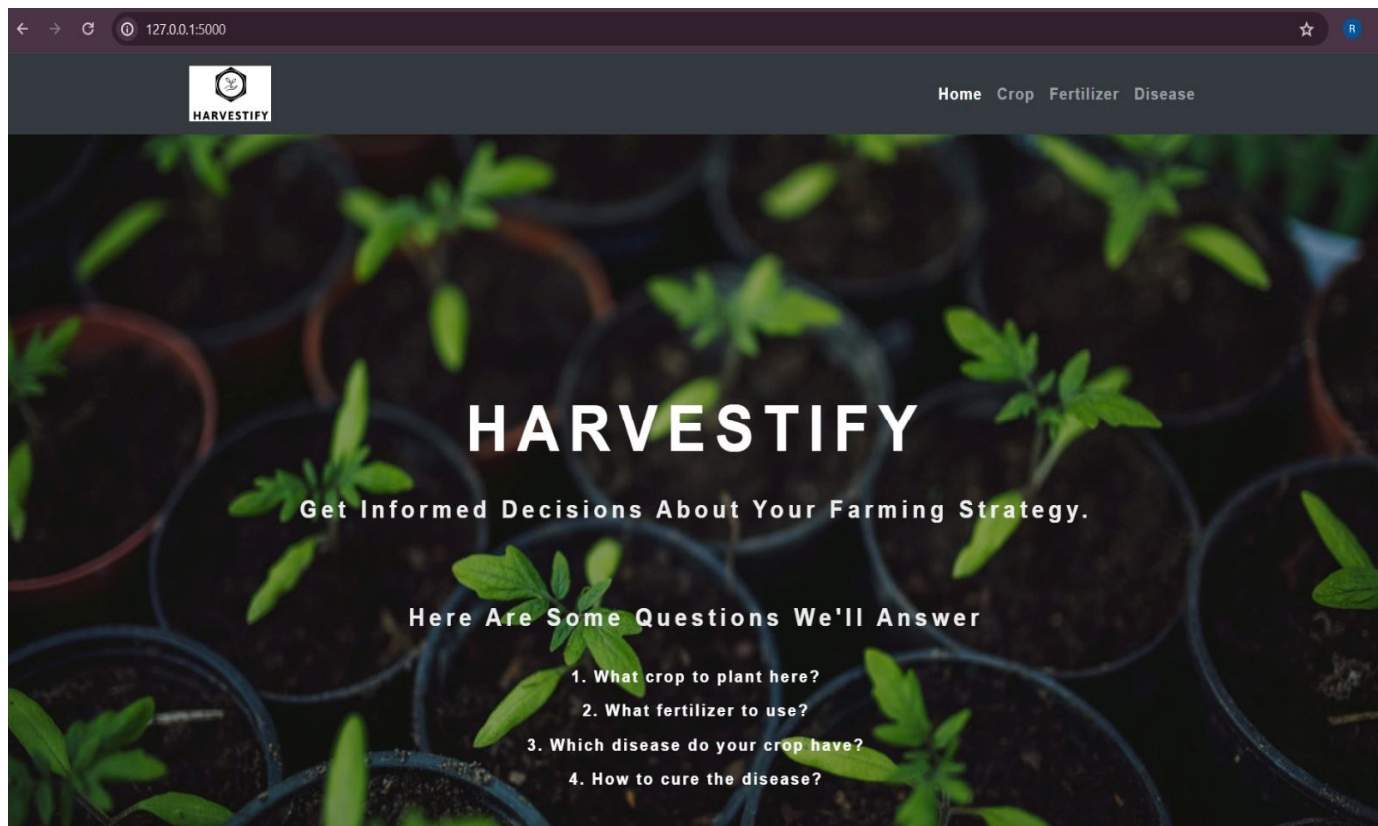 127.0.0.1:5000
R
HARVESTIFY
Home Crop Fertilizer Disease
HARVESTIFY
Get Informed Decisions About Your Farming Strategy.
Here Are Some Questions We'll Answer
1. What crop to plant here?
2. What fertilizer to use?
3. Which disease do your crop have?
4. How to cure the disease?